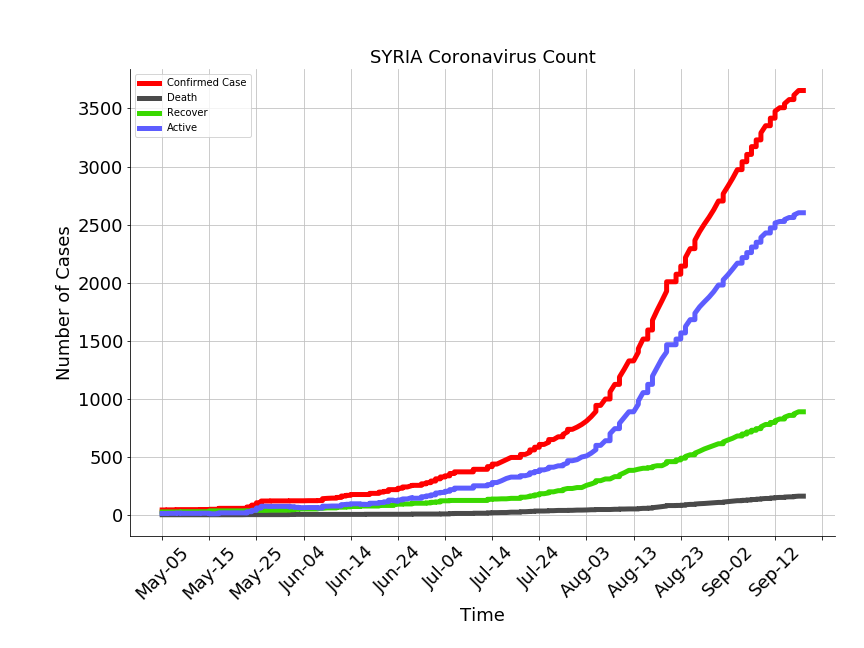 SYRIA Coronavirus Count
Confirmed Case
Death
Recover
Active
Number of Cases
3500
3000
2500
2000
1500
1000
500
0
May-05
May-15
May-25
Jun-04
Jun-14
Jun-24
Jul-04
Jul-14
Jul-24
Aug-03
Aug-13
Aug-23
Sep-02
Sep-12
Time